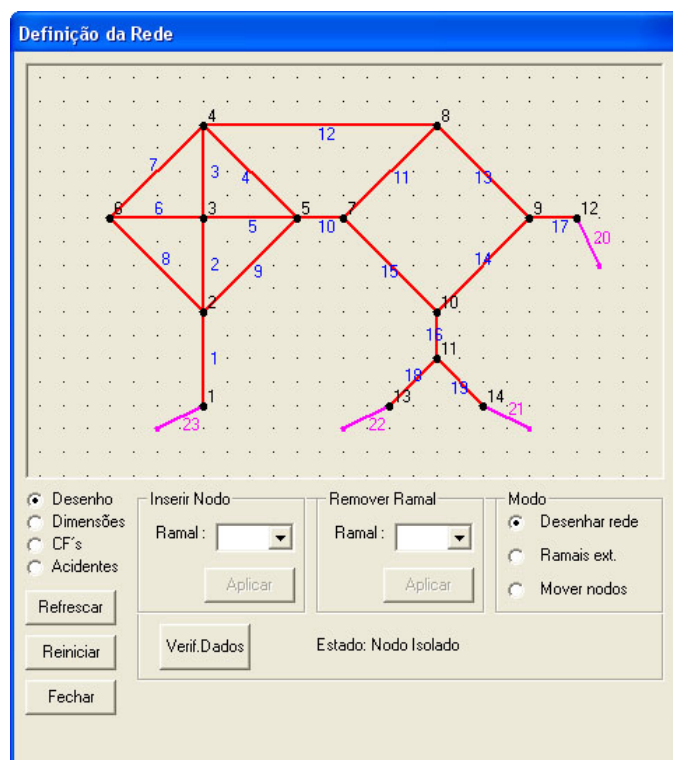 Definição da Rede
4
8
12
7
3
4
11
13
6
6
3
5
5
10
7
9
17
12
20
8
2
9
15
14
2
10
16
1
11
18
19
1
23
13
22
14
21
Desenho
Dimensões
CF´s
Acidentes
Refrescar
Reiniciar
Fechar
Inserir Nodo
Ramal :
Aplicar
Remover Ramal
Ramal :
Aplicar
Modo
Desenhar rede
Ramais ext.
Mover nodos
Verif.Dados
Estado: Nodo Isolado